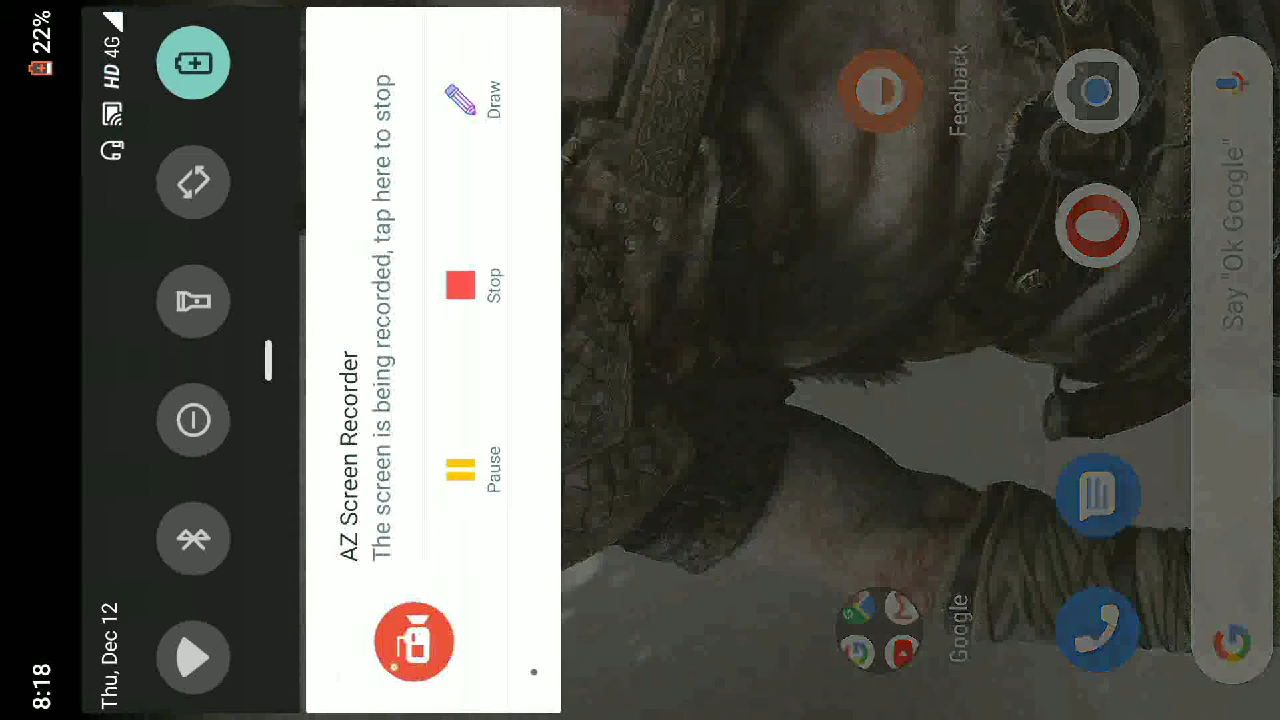 8:18
22%
Thu, Dec 12
HD 4G
AZ Screen Recorder
The screen is being recorded, tap here to stop
Pause
Stop
Draw
Google
Feedback
Say "Ok Google"